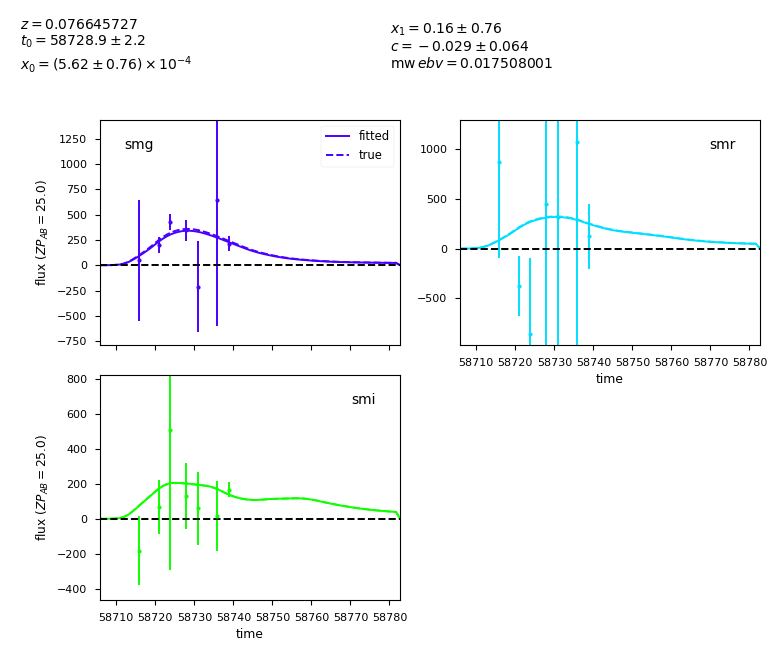 z = 0.076645727
t₀ = 58728.9 ± 2.2
x₀ = (5.62 ± 0.76) × 10⁻⁴
x₁ = 0.16 ± 0.76
c = −0.029 ± 0.064
mw ebv = 0.017508001
smg
fitted
true
1250
1000
750
500
250
0
−250
−500
−750
flux (ZP_AB = 25.0)
smr
1000
500
0
−500
58710 58720 58730 58740 58750 58760 58770 58780
time
smi
800
600
400
200
0
−200
−400
flux (ZP_AB = 25.0)
58710 58720 58730 58740 58750 58760 58770 58780
time